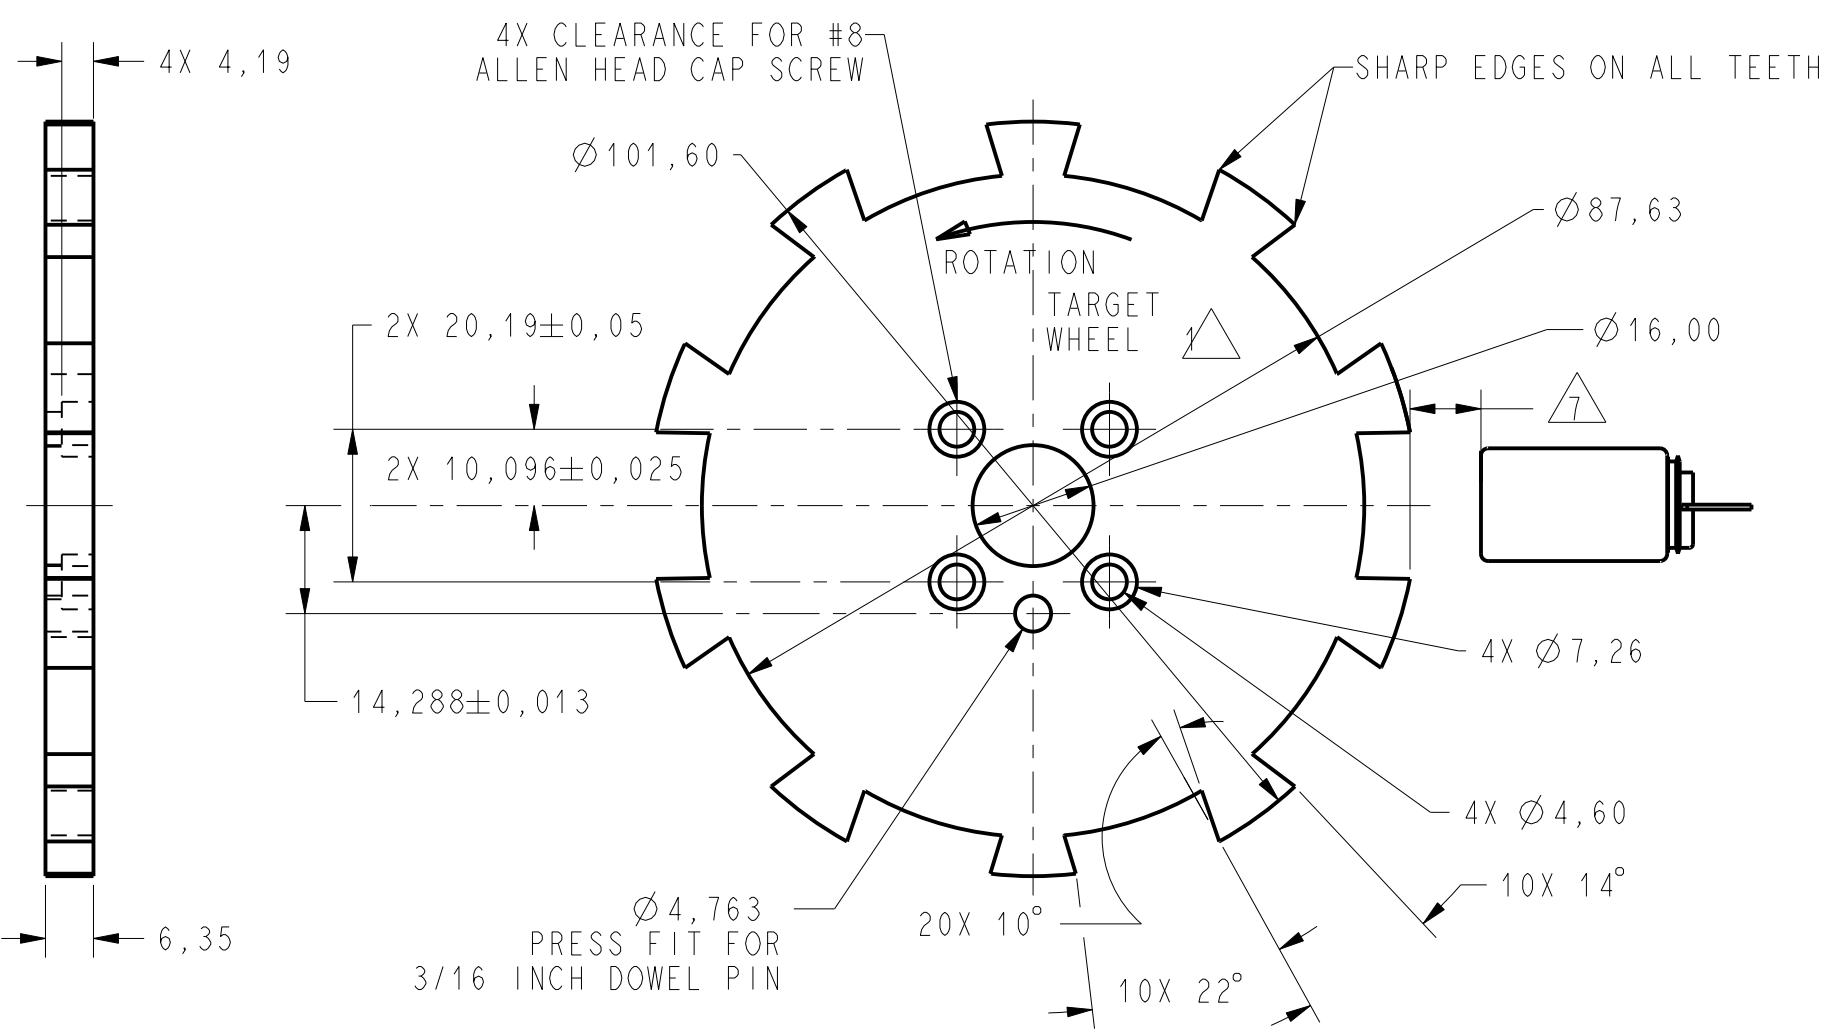 4X CLEARANCE FOR #8
ALLEN HEAD CAP SCREW
4X 4,19
SHARP EDGES ON ALL TEETH
Ø101,60
Ø87,63
ROTATION
TARGET
WHEEL
1
2X 20,19±0,05
Ø16,00
7
2X 10,096±0,025
4X Ø7,26
14,288±0,013
4X Ø4,60
10X 14°
Ø4,763
PRESS FIT FOR
3/16 INCH DOWEL PIN
20X 10°
6,35
10X 22°